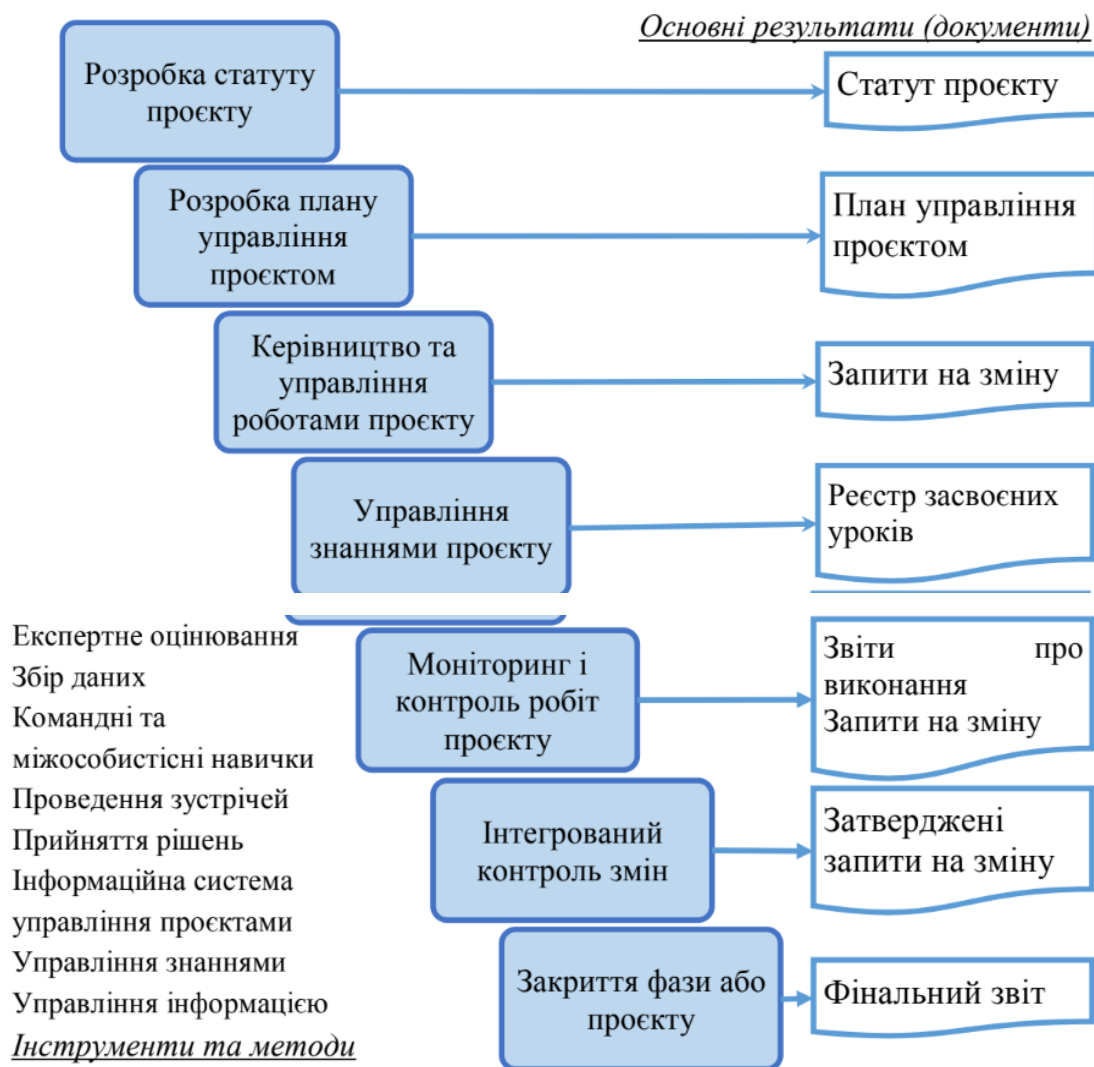 Основні результати (документи)
Розробка статуту
проєкту
Статут проєкту
Розробка плану
управління
проєктом
План управління
проєктом
Керівництво та
управління
роботами проєкту
Запити на зміну
Управління
знаннями проєкту
Реєстр засвоєних
уроків
Експертне оцінювання
Збір даних
Командні та
міжособистісні навички
Проведення зустрічей
Прийняття рішень
Інформаційна система
управління проєктами
Управління знаннями
Управління інформацією
Інструменти та методи
Моніторинг і
контроль робіт
проєкту
Звіти про
виконання
Запити на зміну
Інтегрований
контроль змін
Затверджені
запити на зміну
Закриття фази або
проєкту
Фінальний звіт